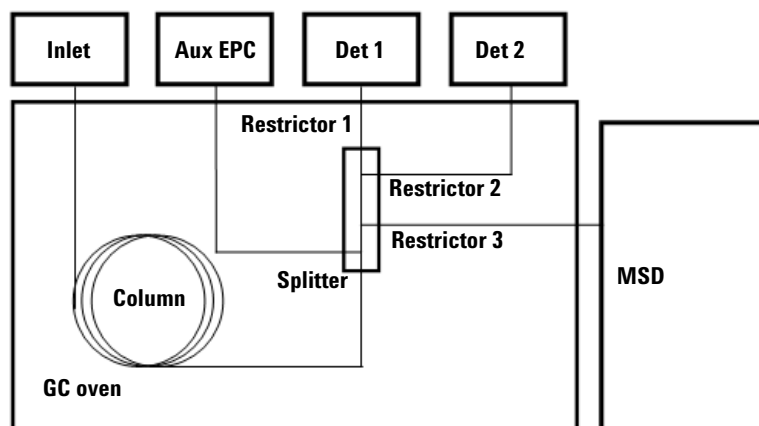 Inlet
Aux EPC
Det 1
Det 2
Restrictor 1
Restrictor 2
Restrictor 3
Splitter
Column
MSD
GC oven